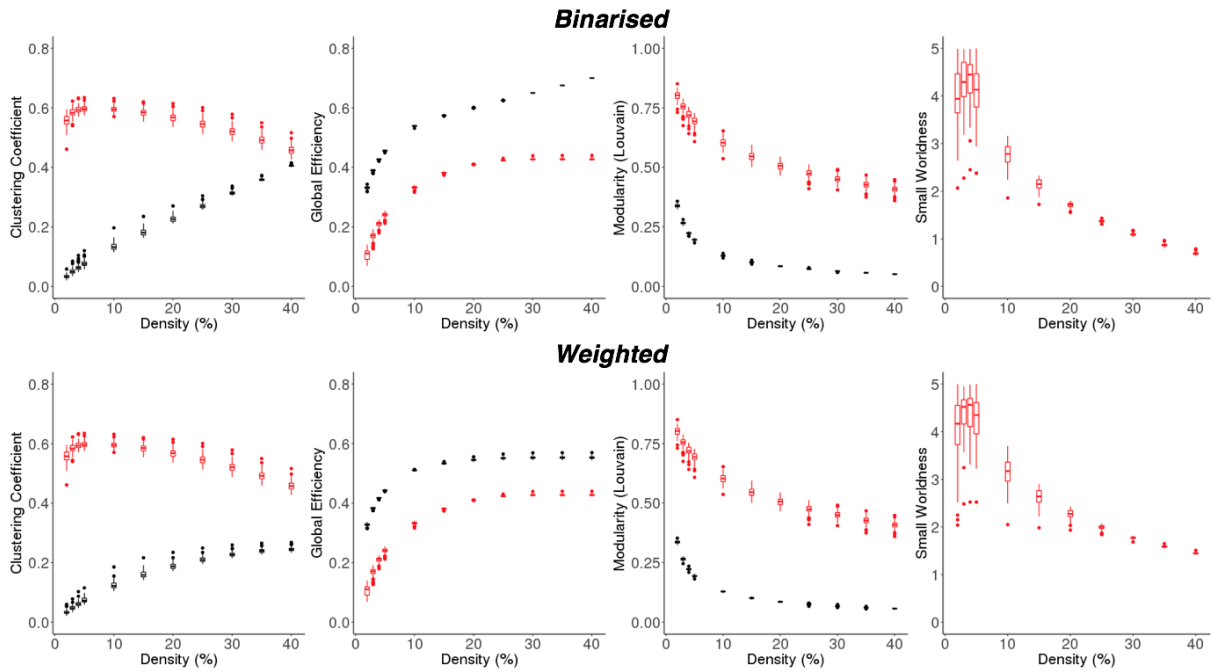 Binarised
Clustering Coefficient
0.8
0.6
0.4
0.2
0.0
0 10 20 30 40
Density (%)
Global Efficiency
0.8
0.6
0.4
0.2
0.0
0 10 20 30 40
Density (%)
Modularity (Louvain)
1.00
0.75
0.50
0.25
0.00
0 10 20 30 40
Density (%)
Small Worldness
5
4
3
2
1
0
0 10 20 30 40
Density (%)
Weighted
Clustering Coefficient
0.8
0.6
0.4
0.2
0.0
0 10 20 30 40
Density (%)
Global Efficiency
0.8
0.6
0.4
0.2
0.0
0 10 20 30 40
Density (%)
Modularity (Louvain)
1.00
0.75
0.50
0.25
0.00
0 10 20 30 40
Density (%)
Small Worldness
5
4
3
2
1
0
0 10 20 30 40
Density (%)